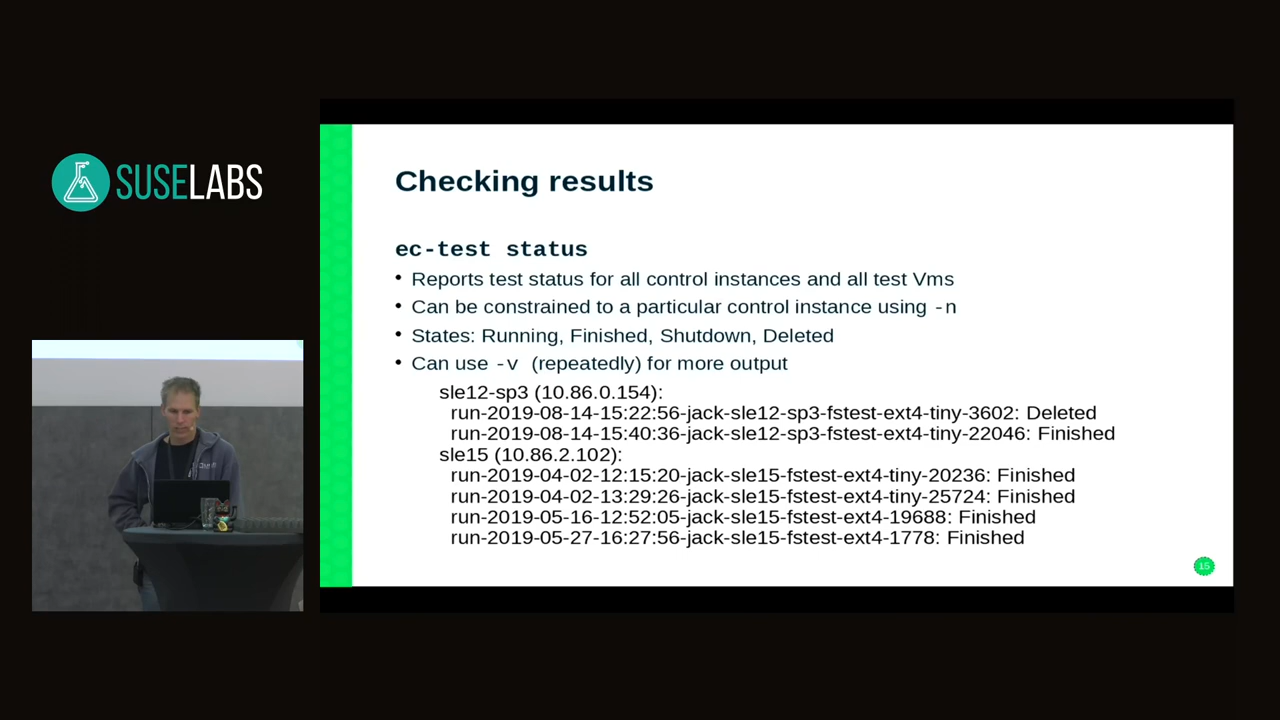 SUSELABS
Checking results
ec-test status
• Reports test status for all control instances and all test Vms
• Can be constrained to a particular control instance using -n
• States: Running, Finished, Shutdown, Deleted
• Can use -v (repeatedly) for more output
sle12-sp3 (10.86.0.154):
run-2019-08-14-15:22:56-jack-sle12-sp3-fstest-ext4-tiny-3602: Deleted
run-2019-08-14-15:40:36-jack-sle12-sp3-fstest-ext4-tiny-22046: Finished
sle15 (10.86.2.102):
run-2019-04-02-12:15:20-jack-sle15-fstest-ext4-tiny-20236: Finished
run-2019-04-02-13:29:26-jack-sle15-fstest-ext4-tiny-25724: Finished
run-2019-05-16-12:52:05-jack-sle15-fstest-ext4-19688: Finished
run-2019-05-27-16:27:56-jack-sle15-fstest-ext4-1778: Finished
15